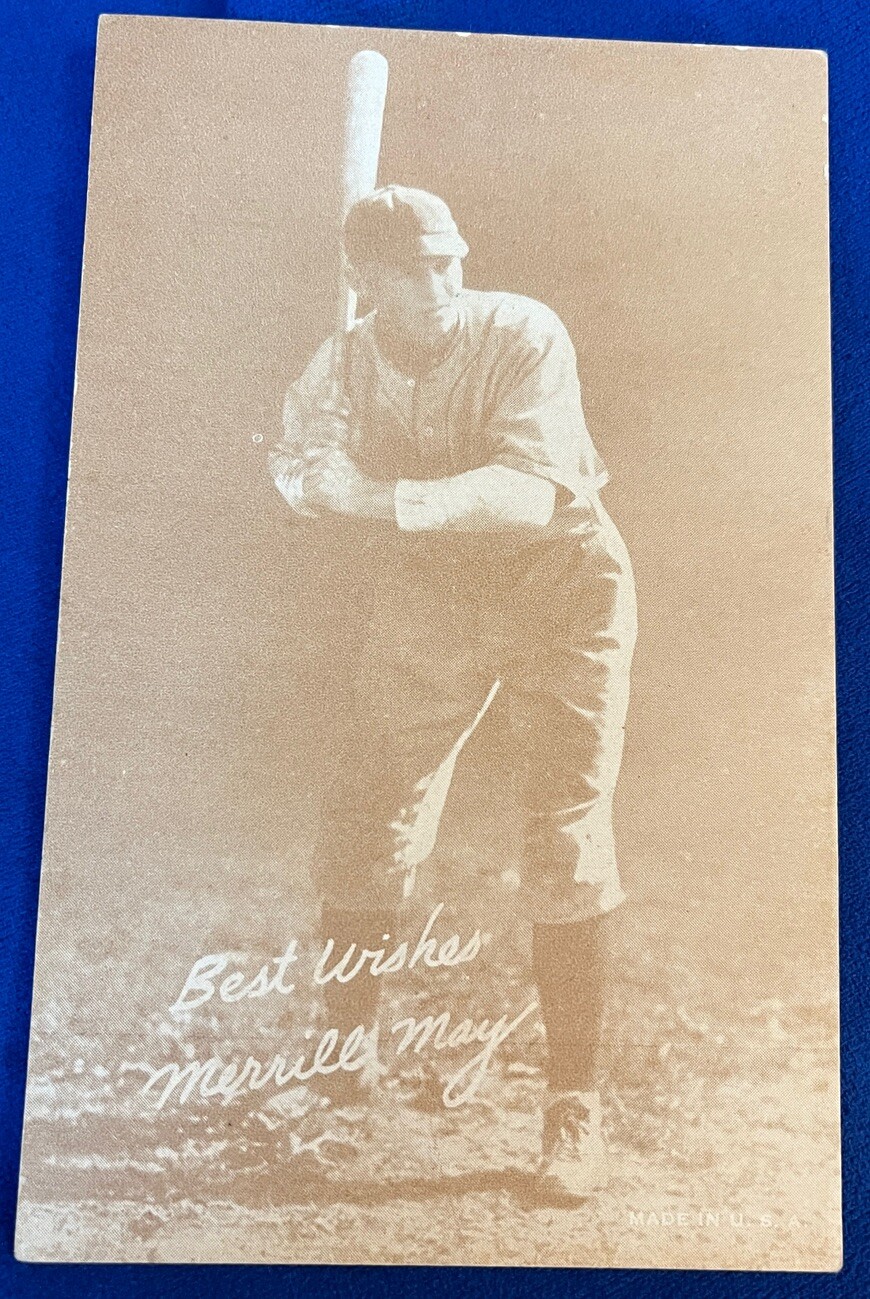 Best Wishes
Merrill May
MADE IN U. S. A.